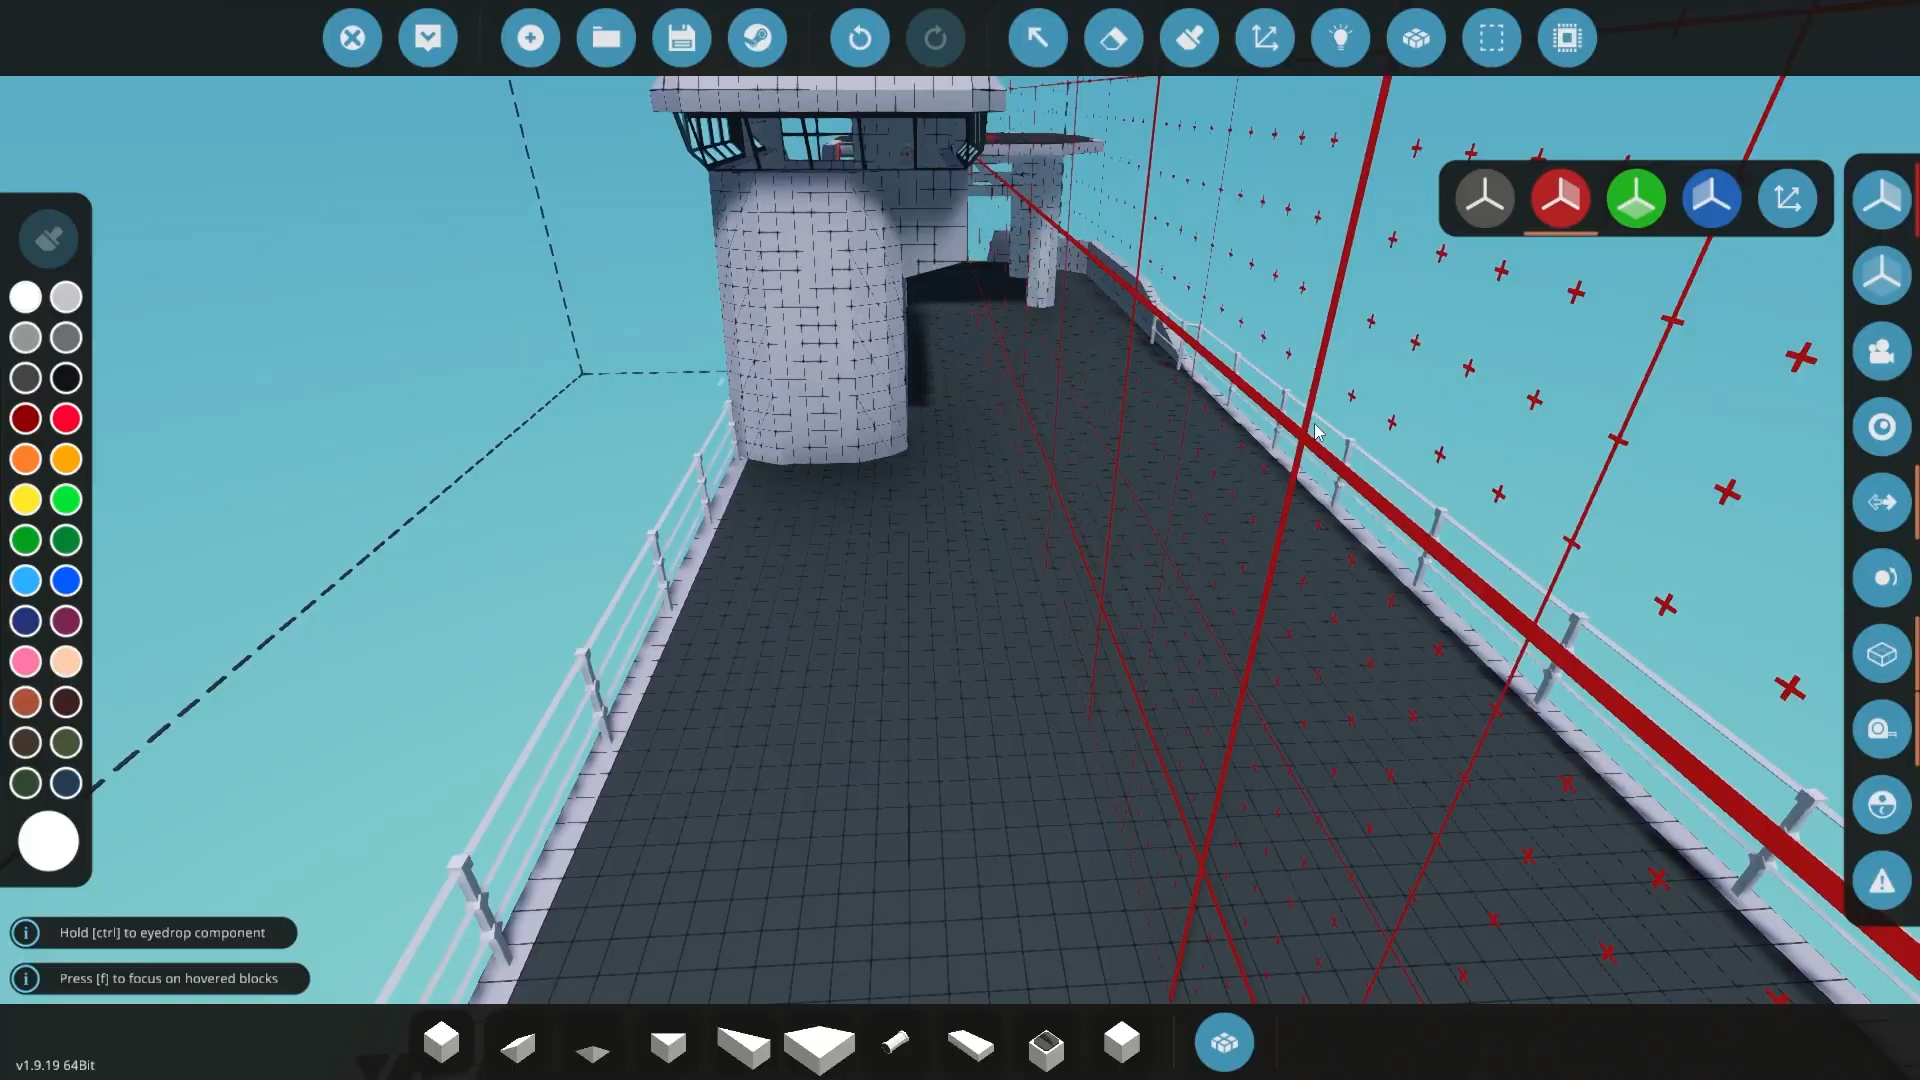 Hold [ctrl] to eyedrop component
Press [f] to focus on hovered blocks
v1.9.19 64Bit